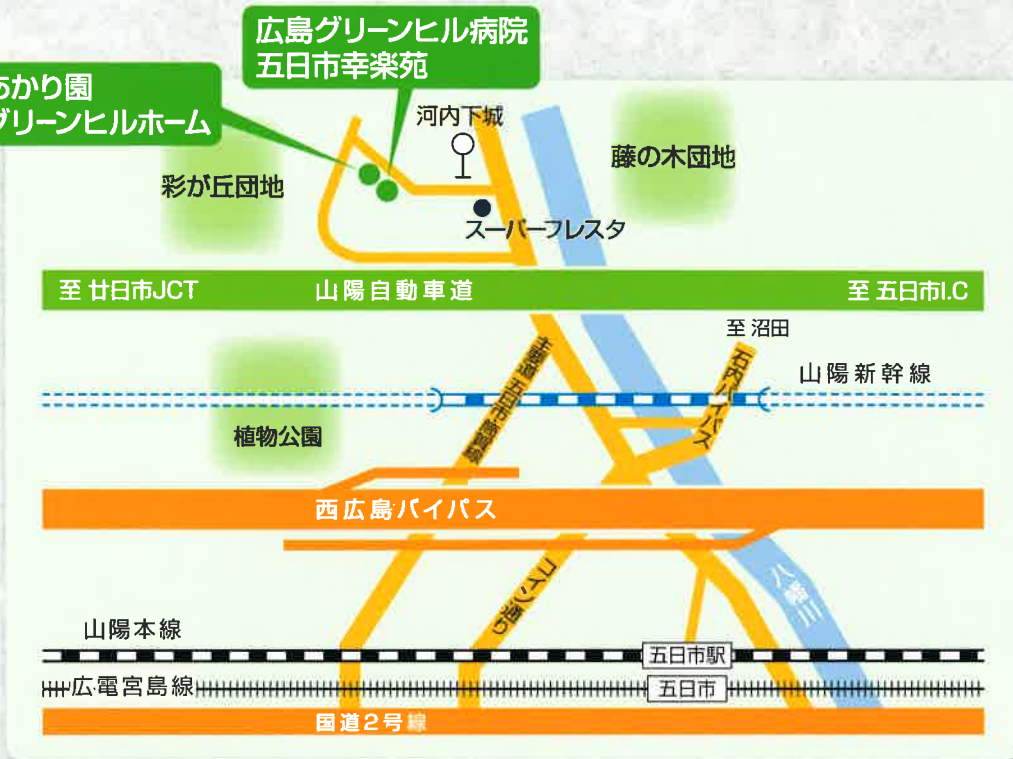 広島グリーンヒル病院
五日市幸楽苑
あかり園
グリーンヒルホーム
河内下城
藤の木団地
彩が丘団地
スーパーフレスタ
至 廿日市JCT
山陽自動車道
至 五日市I.C
至 沼田
主要道 五日市筒賀線
石内バイパス
山陽新幹線
植物公園
西広島バイパス
コイン通り
八幡川
山陽本線
五日市駅
広電宮島線
五日市
国道2号線